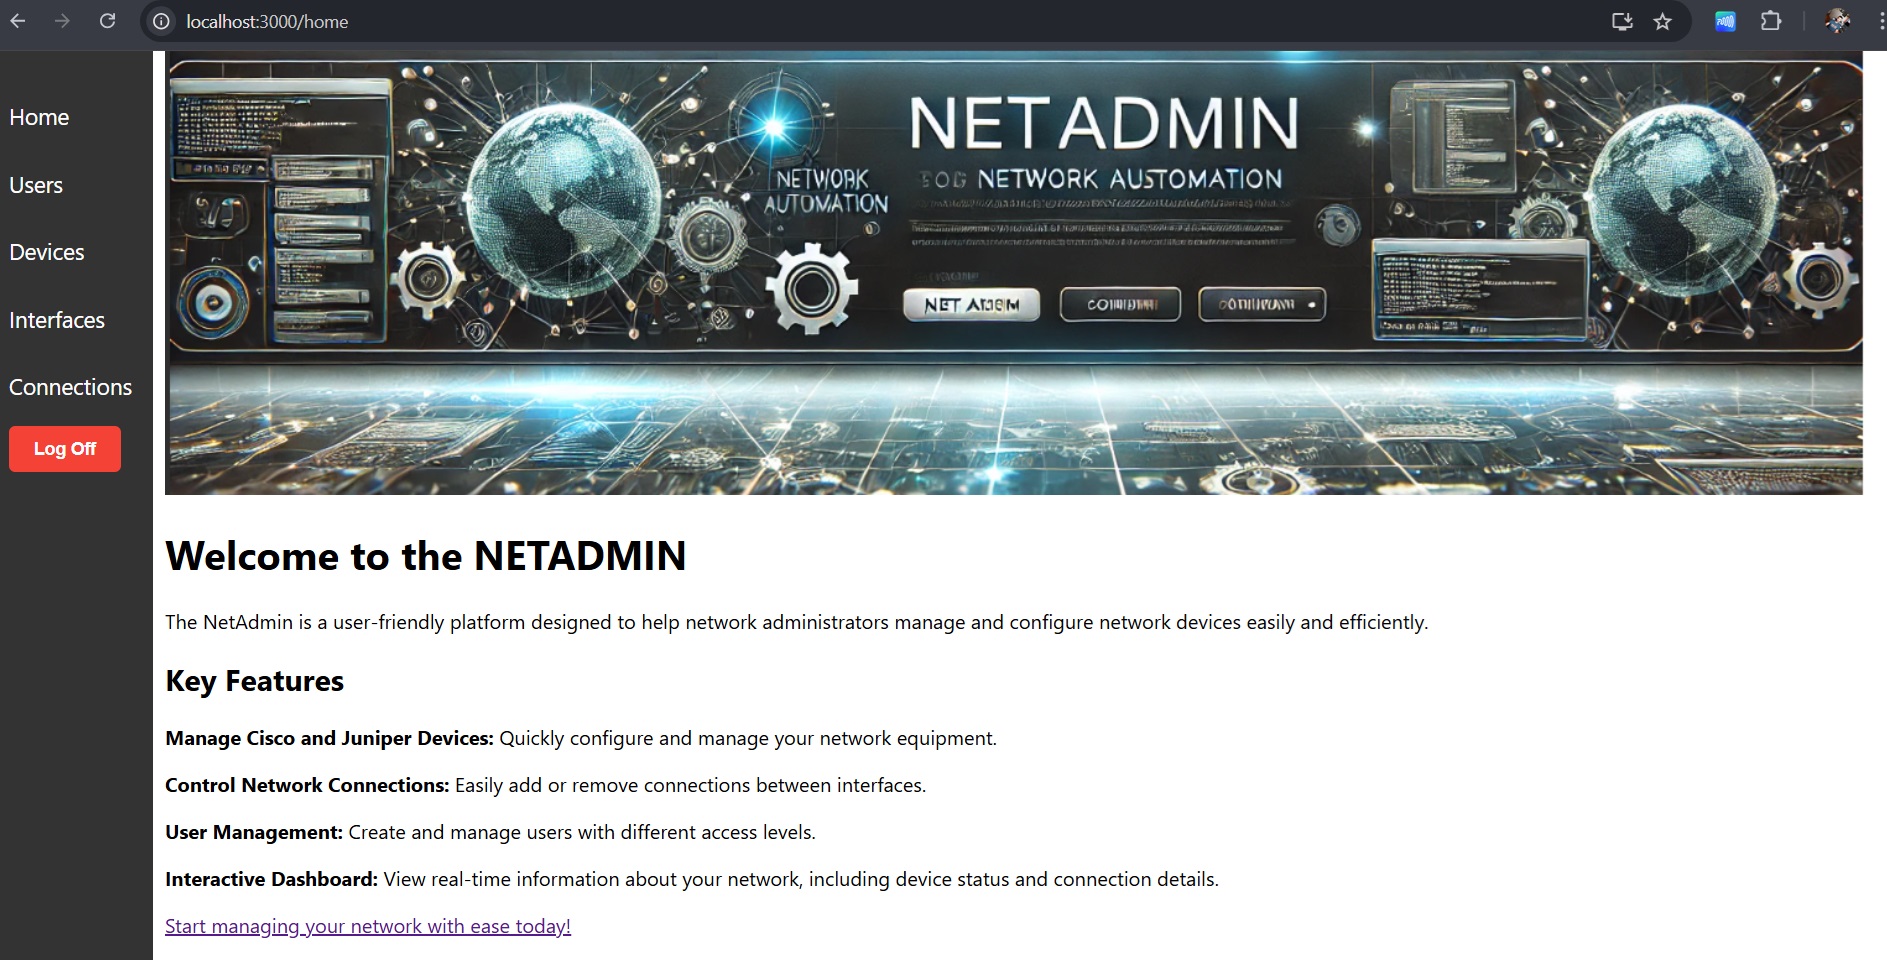 localhost:3000/home
Home
Users
Devices
Interfaces
Connections
Log Off
NET ADMIN
NETWORK AUSTOMATION
NETWORK
AUTOMATION
NET
Welcome to the NETADMIN
The NetAdmin is a user-friendly platform designed to help network administrators manage and configure network devices easily and efficiently.
Key Features
Manage Cisco and Juniper Devices: Quickly configure and manage your network equipment.
Control Network Connections: Easily add or remove connections between interfaces.
User Management: Create and manage users with different access levels.
Interactive Dashboard: View real-time information about your network, including device status and connection details.
Start managing your network with ease today!